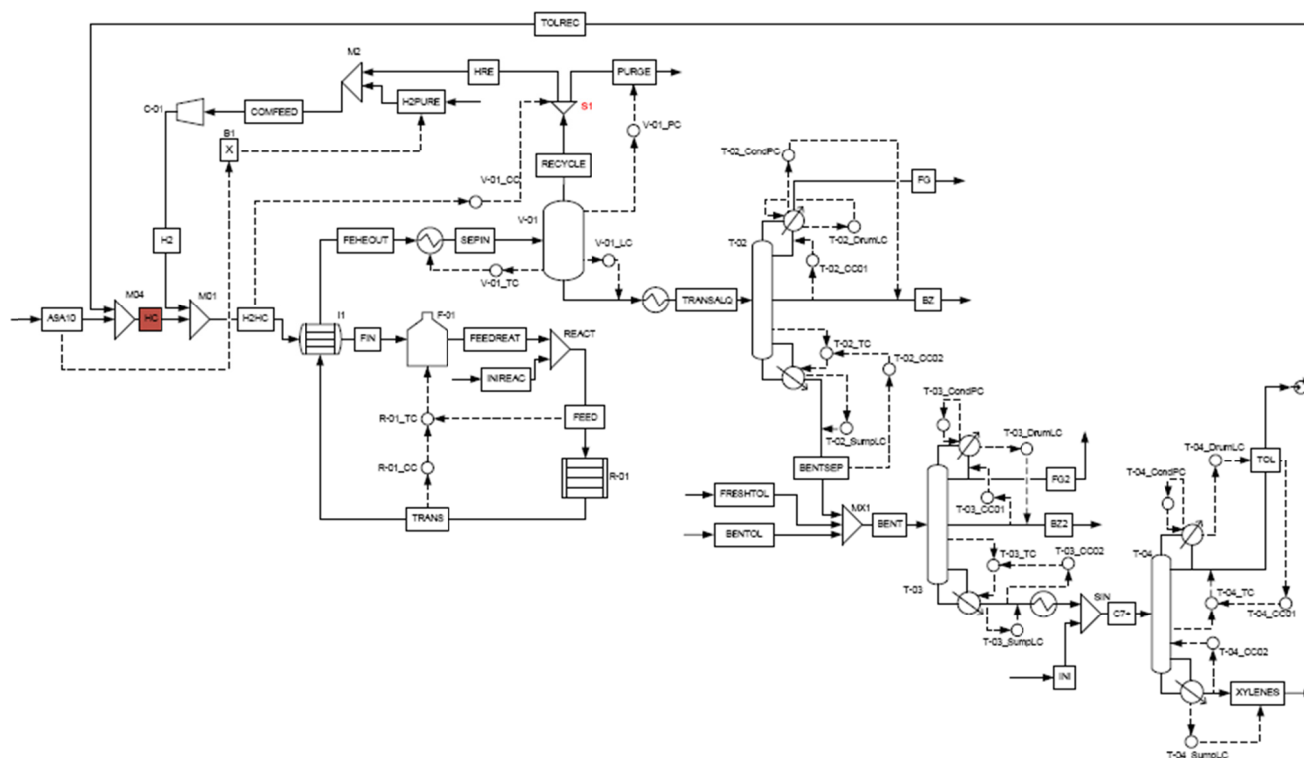 TOLREC
M2
HRE
PURGE
C-01
COMFEED
H2PURE
S1
B1
X
V-01_PC
T-02_CondPC
RECYCLE
FG
V-01_CC
V-01
H2
FEHEOUT
SEPIN
V-01_LC
T-02
T-02_DrumLC
T-02_CC01
V-01_TC
M04
M01
ASA10
HC
H2HC
TRANSALQ
BZ
I1
FIN
F-01
FEEDREAT
REACT
T-02_TC
T-02_CC02
INIREAC
T-03_CondPC
R-01_TC
FEED
T-02_SumpLC
T-03_DrumLC
T-04_DrumLC
BENTSEP
TOL
R-01_CC
R-01
T-04_CondPC
FG2
FRESHTOL
T-03_CC01
TRANS
MX1
BENT
BZ2
BENTOL
T-03_TC
T-03_CC02
T-04
T-03
T-04_TC
SIN
C7+
T-04_CC01
T-03_SumpLC
T-04_CC02
INI
XYLENES
T-04_SumpLC